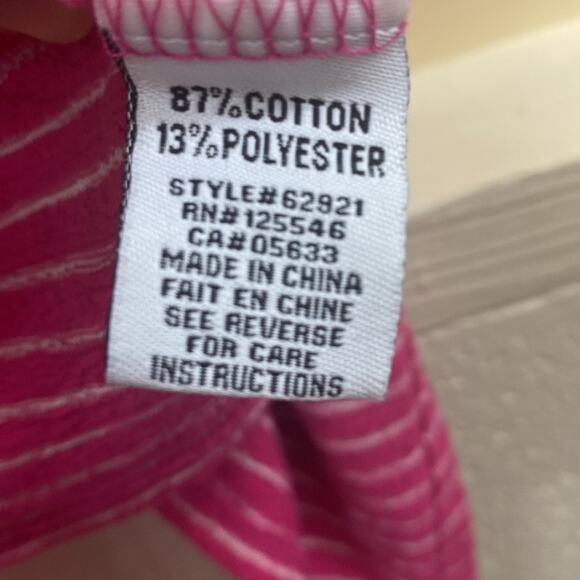 87%COTTON
13%POLYESTER
STYLE#62921
RN#125546
CA#05633
MADE IN CHINA
FAIT EN CHINE
SEE REVERSE
FOR CARE
INSTRUCTIONS